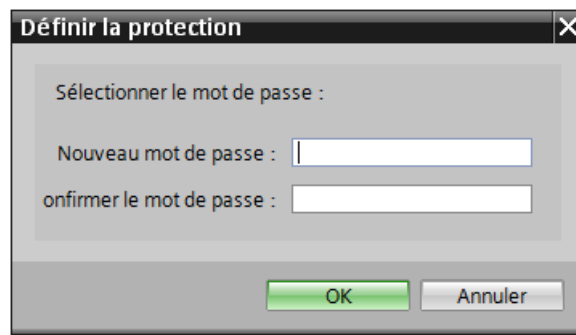 Définir la protection
Sélectionner le mot de passe :
Nouveau mot de passe :
onfirmer le mot de passe :
OK Annuler